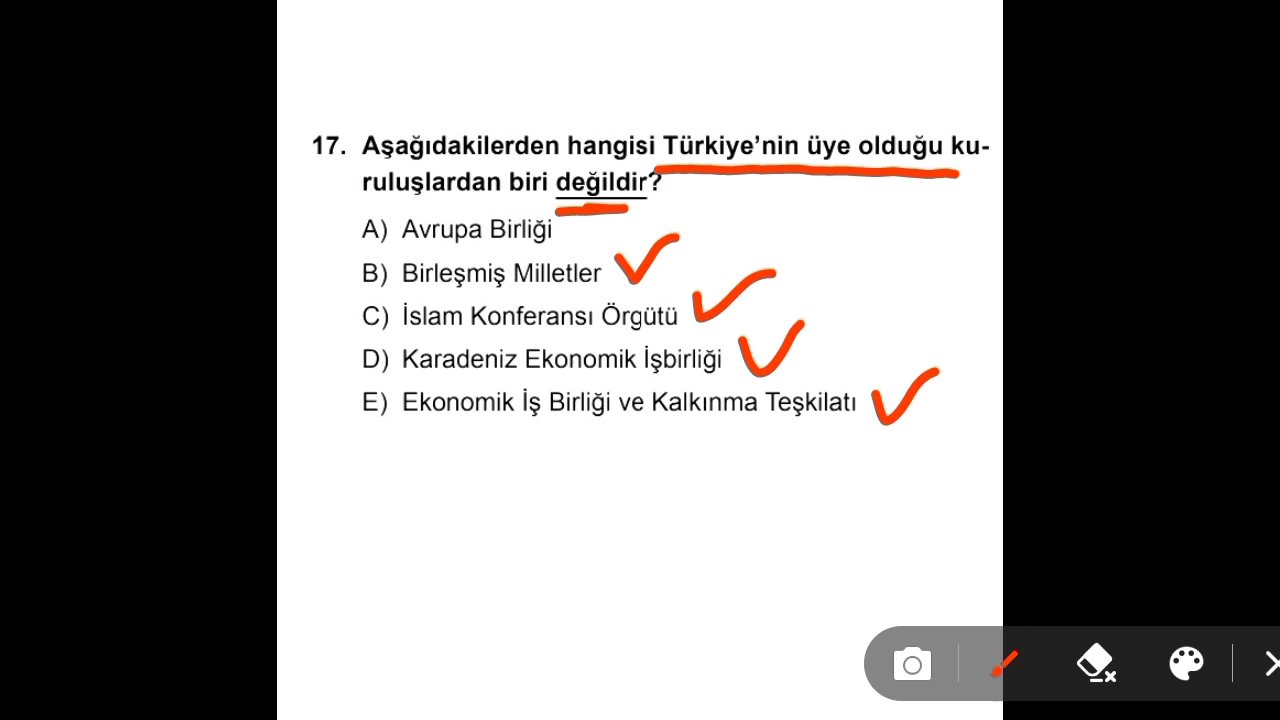 17. Aşağıdakilerden hangisi Türkiye'nin üye olduğu ku-
ruluşlardan biri değildir?
A) Avrupa Birliği
B) Birleşmiş Milletler
C) İslam Konferansı Örgütü
D) Karadeniz Ekonomik İşbirliği
E) Ekonomik İş Birliği ve Kalkınma Teşkilatı